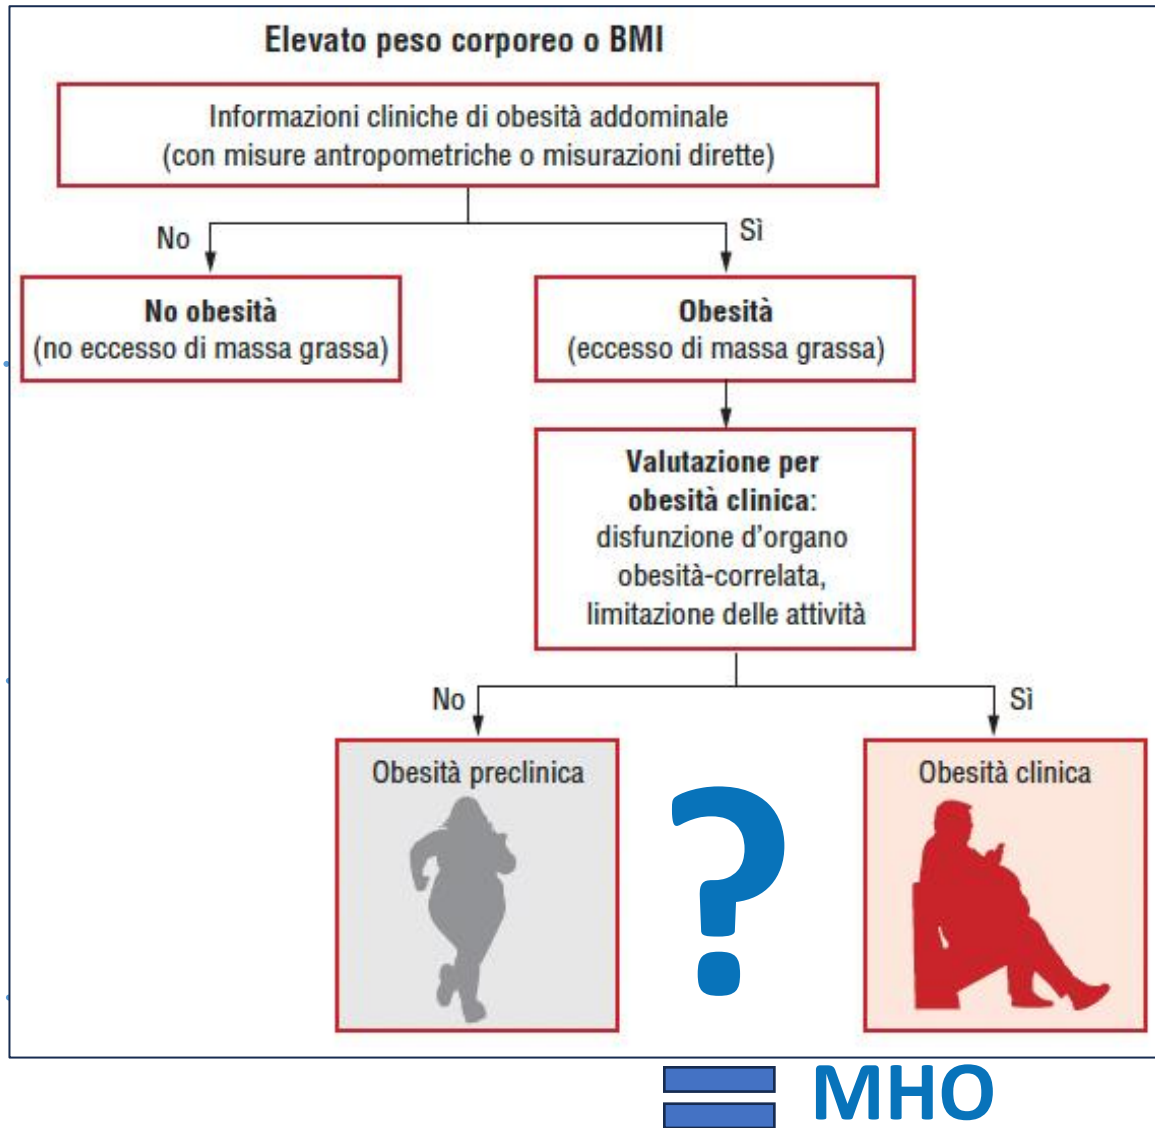 Elevato peso corporeo o BMI
Informazioni cliniche di obesità addominale
(con misure antropometriche o misurazioni dirette)
No
Sì
No obesità
(no eccesso di massa grassa)
Obesità
(eccesso di massa grassa)
Valutazione per
obesità clinica:
disfunzione d'organo
obesità-correlata,
limitazione delle attività
No
Sì
Obesità preclinica
?
Obesità clinica
= MHO